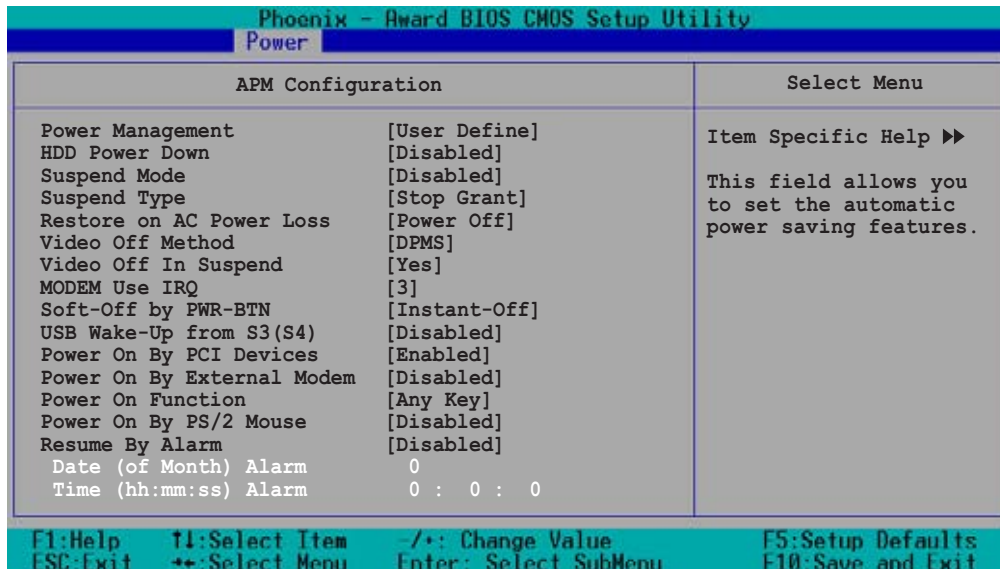 Phoenix - Award BIOS CMOS Setup Utility
Power
APM Configuration
Select Menu
Power Management [User Define]
HDD Power Down [Disabled]
Suspend Mode [Disabled]
Suspend Type [Stop Grant]
Restore on AC Power Loss [Power Off]
Video Off Method [DPMS]
Video Off In Suspend [Yes]
MODEM Use IRQ [3]
Soft-Off by PWR-BTN [Instant-Off]
USB Wake-Up from S3(S4) [Disabled]
Power On By PCI Devices [Enabled]
Power On By External Modem [Disabled]
Power On Function [Any Key]
Power On By PS/2 Mouse [Disabled]
Resume By Alarm [Disabled]
Date (of Month) Alarm 0
Time (hh:mm:ss) Alarm 0 : 0 : 0
Item Specific Help ▶▶
This field allows you
to set the automatic
power saving features.
F1:Help ↑↓:Select Item -/+: Change Value F5:Setup Defaults
ESC:Exit ←→:Select Menu Enter: Select SubMenu F10:Save and Exit